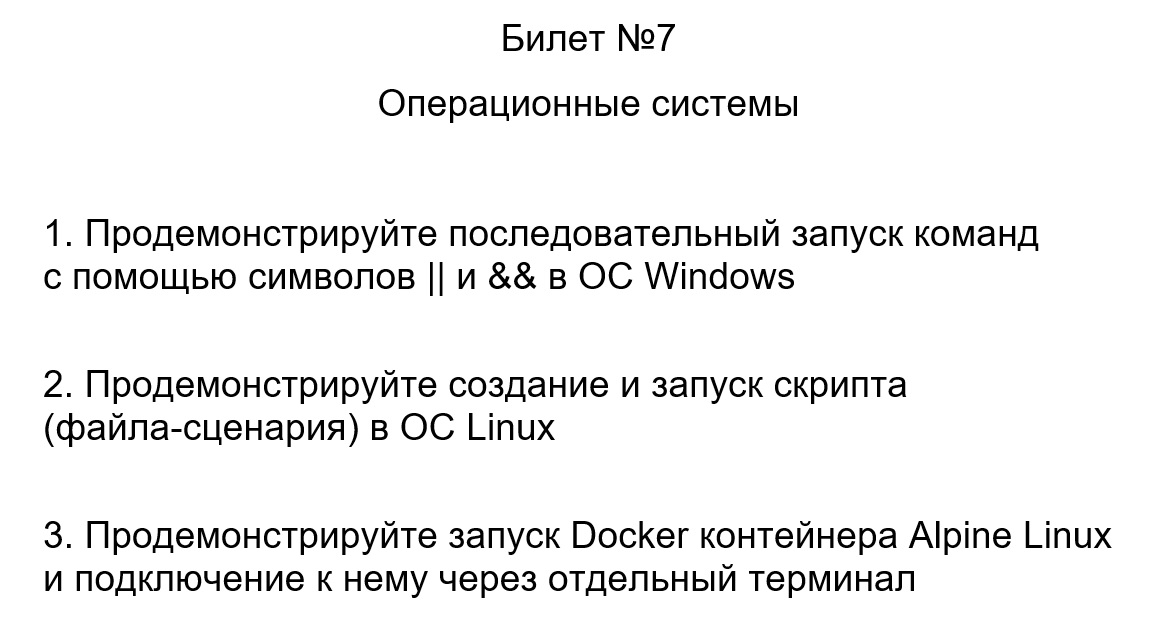 Билет №7
Операционные системы
1. Продемонстрируйте последовательный запуск команд
с помощью символов || и && в ОС Windows
2. Продемонстрируйте создание и запуск скрипта
(файла-сценария) в ОС Linux
3. Продемонстрируйте запуск Docker контейнера Alpine Linux
и подключение к нему через отдельный терминал